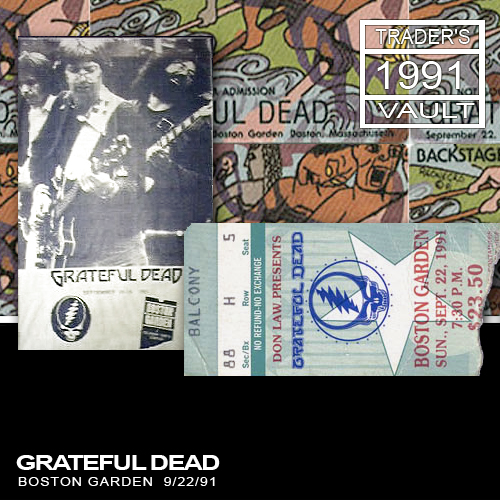 TRADER'S
1991
VAULT
ADMISSION
FUL DEAD
Boston Garden Boston, Massachusetts
September 22,
BACKSTAGE
GRATEFUL DEAD
BOSTON
GARDEN
BALCONY
88 H 5
Sec/Bx Row Seat
NO REFUND-NO EXCHANGE
DON LAW PRESENTS
GRATEFUL DEAD
BOSTON GARDEN
SUN., SEPT. 22, 1991
7:30 P.M.
$23.50
GRATEFUL DEAD
BOSTON GARDEN 9/22/91